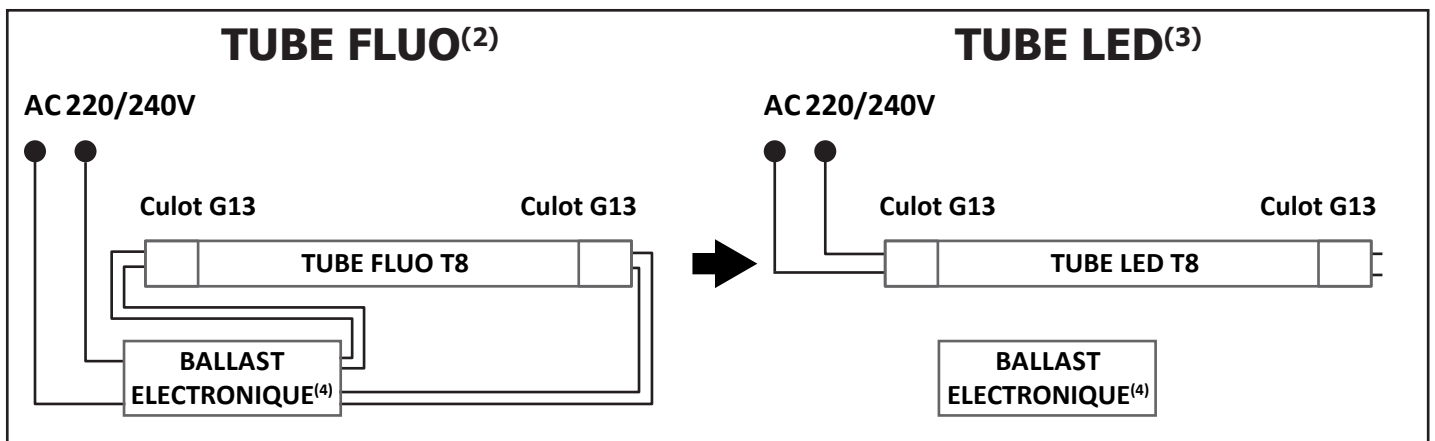 TUBE FLUO(2)
AC 220/240V
Culot G13
Culot G13
TUBE FLUO T8
BALLAST
ELECTRONIQUE(4)
TUBE LED(3)
AC 220/240V
Culot G13
Culot G13
TUBE LED T8
BALLAST
ELECTRONIQUE(4)